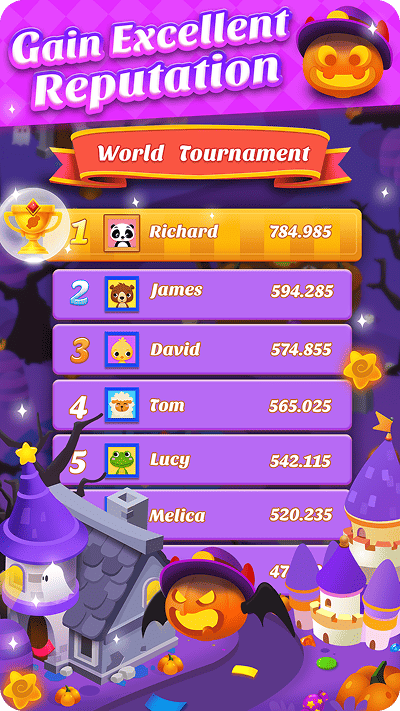 Gain Excellent
Reputation
World Tournament
1 Richard 784.985
2 James 594.285
3 David 574.855
4 Tom 565.025
5 Lucy 542.115
Melica 520.235